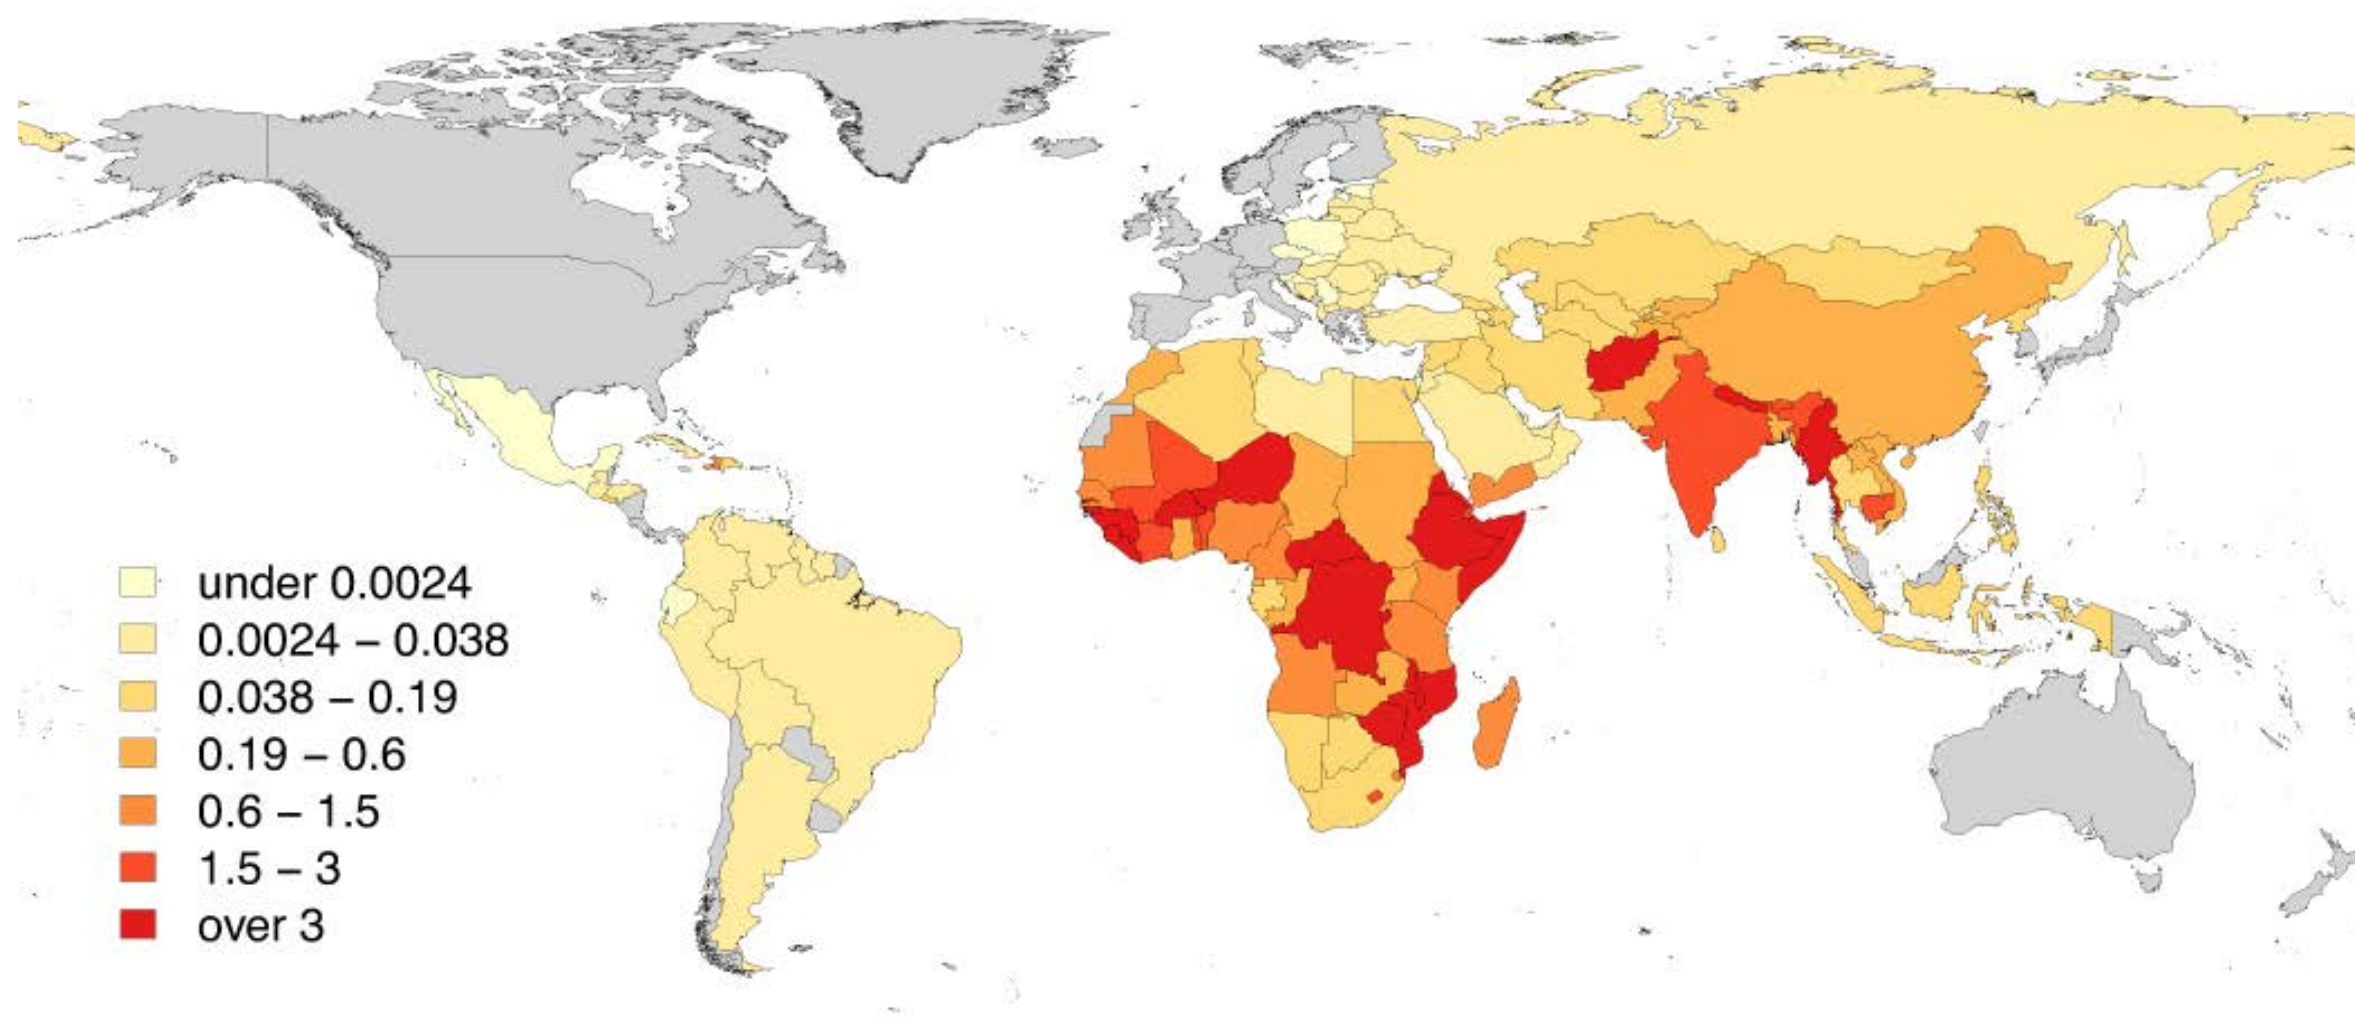 under 0.0024
0.0024 – 0.038
0.038 – 0.19
0.19 – 0.6
0.6 – 1.5
1.5 – 3
over 3